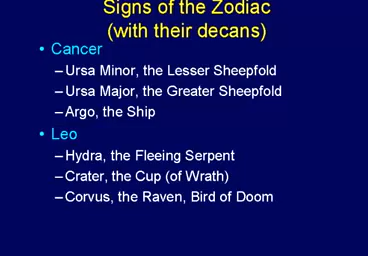 Signs of the Zodiac
(with their decans)
• Cancer
– Ursa Minor, the Lesser Sheepfold
– Ursa Major, the Greater Sheepfold
– Argo, the Ship
• Leo
– Hydra, the Fleeing Serpent
– Crater, the Cup (of Wrath)
– Corvus, the Raven, Bird of Doom